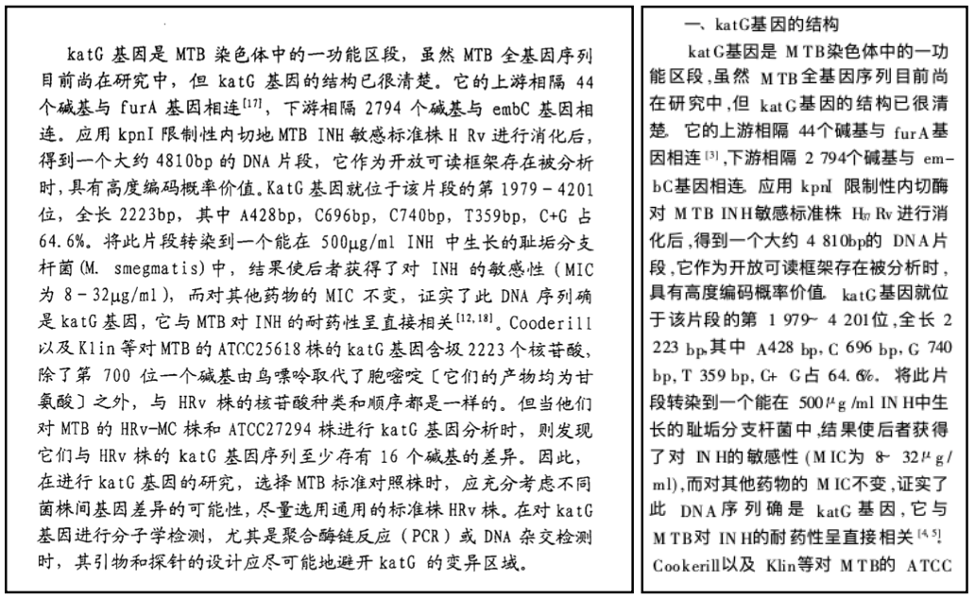 katG 基因是 MTB 染色体中的一功能区段，虽然 MTB 全基因序列
目前尚在研究中，但 katG 基因的结构已很清楚。它的上游相隔 44
个碱基与 furA 基因相连[17]，下游相隔 2794 个碱基与 embC 基因相
连。应用 kpnI 限制性内切地 MTB INH 敏感标准株 H Rv 进行消化后，
得到一个大约 4810bp 的 DNA 片段，它作为开放可读框架存在被分析
时，具有高度编码概率价值。KatG 基因就位于该片段的第 1979-4201
位，全长 2223bp，其中 A428bp，C696bp，C740bp，T359bp，C+G 占
64.6%。将此片段转染到一个能在 500μg/ml INH 中生长的耻垢分支
杆菌(M. smegmatis)中，结果使后者获得了对 INH 的敏感性（MIC
为 8-32μg/ml），而对其他药物的 MIC 不变，证实了此 DNA 序列确
是 katG 基因，它与 MTB 对 INH 的耐药性呈直接相关[12,18]。Cooderill
以及 Klin 等对 MTB 的 ATCC25618 株的 katG 基因含圾 2223 个核苷酸，
除了第 700 位一个碱基由鸟嘌呤取代了胞嘧啶〔它们的产物均为甘
氨酸〕之外，与 HRv 株的核苷酸种类和顺序都是一样的。但当他们
对 MTB 的 HRv-MC 株和 ATCC27294 株进行 katG 基因分析时，则发现
它们与 HRv 株的 katG 基因序列至少存有 16 个碱基的差异。因此，
在进行 katG 基因的研究，选择 MTB 标准对照株时，应充分考虑不同
菌株间基因差异的可能性，尽量选用通用的标准株 HRv 株。在对 katG
基因进行分子学检测，尤其是聚合酶链反应（PCR）或 DNA 杂交检测
时，其引物和探针的设计应尽可能地避开 katG 的变异区域。
一、katG基因的结构
katG基因是 MTB染色体中的一功
能区段,虽然 MTB全基因序列目前尚
在研究中,但 katG基因的结构已很清
楚. 它的上游相隔 44个碱基与 furA基
因相连[3],下游相隔 2 794个碱基与 em-
bC基因相连. 应用 kpnI 限制性内切酶
对 MTB INH敏感标准株 H37Rv进行消
化后,得到一个大约 4 810bp的 DNA片
段,它作为开放可读框架存在被分析时,
具有高度编码概率价值. katG基因就位
于该片段的第 1 979~ 4 201位,全长 2
223 bp,其中 A428 bp, C 696 bp, G 740
bp, T 359 bp, C+ G占 64.6%. 将此片
段转染到一个能在 500μg/ml INH中生
长的耻垢分支杆菌中,结果使后者获得
了对 INH的敏感性(MIC为 8~ 32μg/
ml),而对其他药物的 MIC不变,证实了
此 DNA序列确是 katG基因,它与
MTB对 INH的耐药性呈直接相关[4,5]!
Cookerill以及 Klin等对 MTB的 ATCC